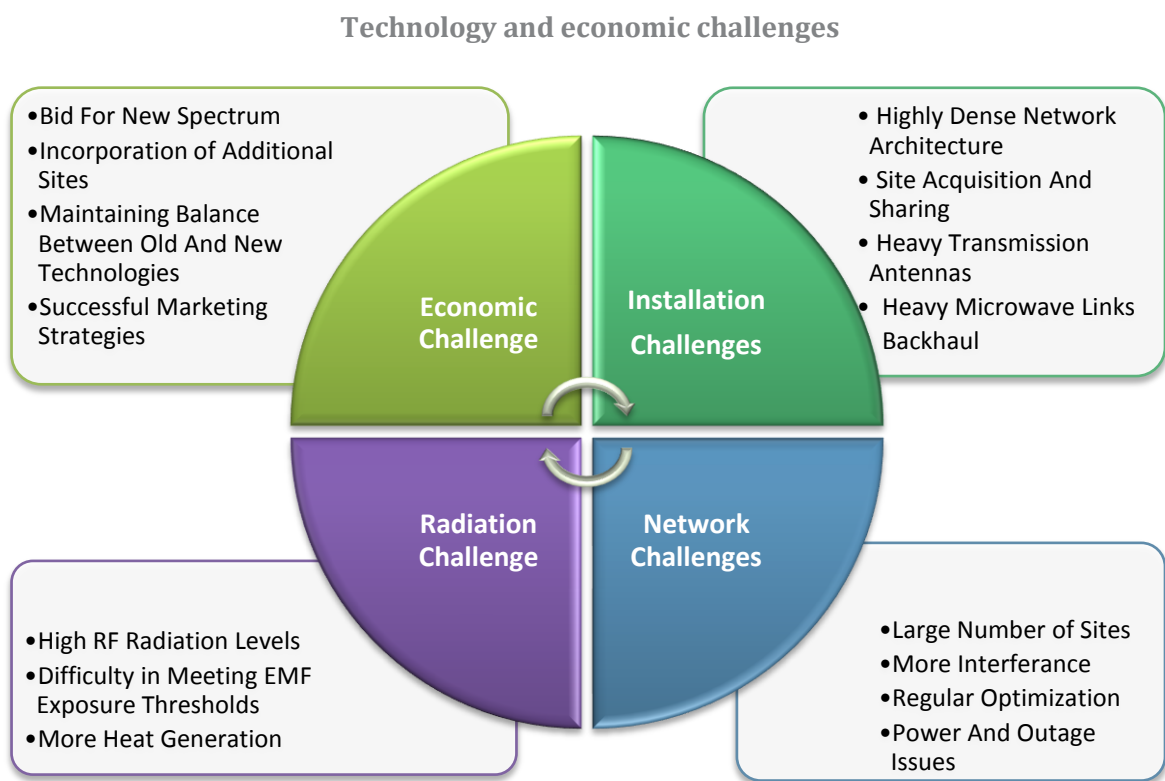 Technology and economic challenges
•Bid For New Spectrum
•Incorporation of Additional
Sites
•Maintaining Balance
Between Old And New
Technologies
•Successful Marketing
Strategies
• Highly Dense Network
Architecture
• Site Acquisition And
Sharing
• Heavy Transmission
Antennas
• Heavy Microwave Links
Backhaul
Economic
Challenge
Installation
Challenges
Radiation
Challenge
Network
Challenges
•High RF Radiation Levels
•Difficulty in Meeting EMF
Exposure Thresholds
•More Heat Generation
•Large Number of Sites
•More Interferance
•Regular Optimization
•Power And Outage
Issues